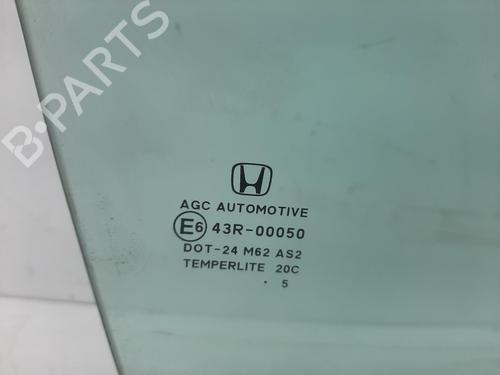 B-PARTS
AGC AUTOMOTIVE
E6 43R-00050
DOT-24 M62 AS2
TEMPERLITE 20C
. 5